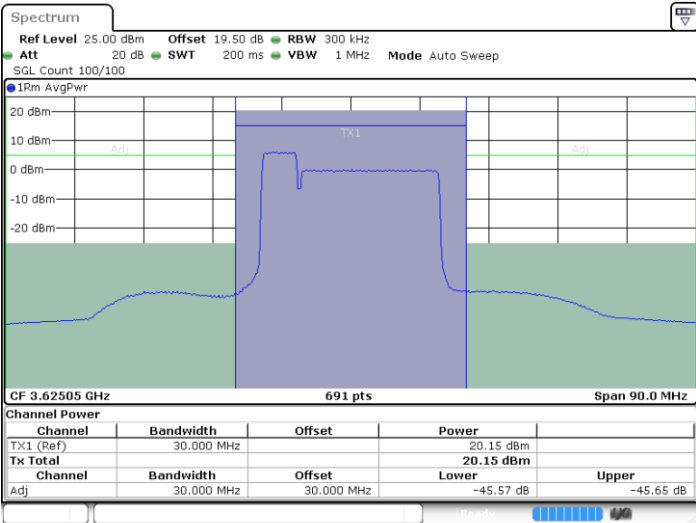 Spectrum
Ref Level 25.00 dBm Offset 19.50 dB RBW 300 kHz
Att 20 dB SWT 200 ms VBW 1 MHz Mode Auto Sweep
SGL Count 100/100
1Rm AvgPwr
20 dBm
TX1
10 dBm
Adj Adj
0 dBm
-10 dBm
-20 dBm
CF 3.62505 GHz 691 pts Span 90.0 MHz
Channel Power
Channel Bandwidth Offset Power
TX1 (Ref) 30.000 MHz 20.15 dBm
Tx Total 20.15 dBm
Channel Bandwidth Offset Lower Upper
Adj 30.000 MHz 30.000 MHz -45.57 dB -45.65 dB
Ready